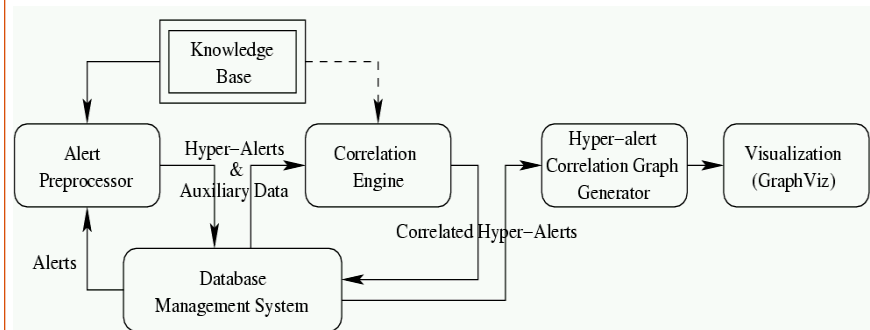 Knowledge
Base
Alert
Preprocessor
Hyper−Alerts
&
Auxiliary Data
Correlation
Engine
Hyper−alert
Correlation Graph
Generator
Visualization
(GraphViz)
Correlated Hyper−Alerts
Alerts
Database
Management System